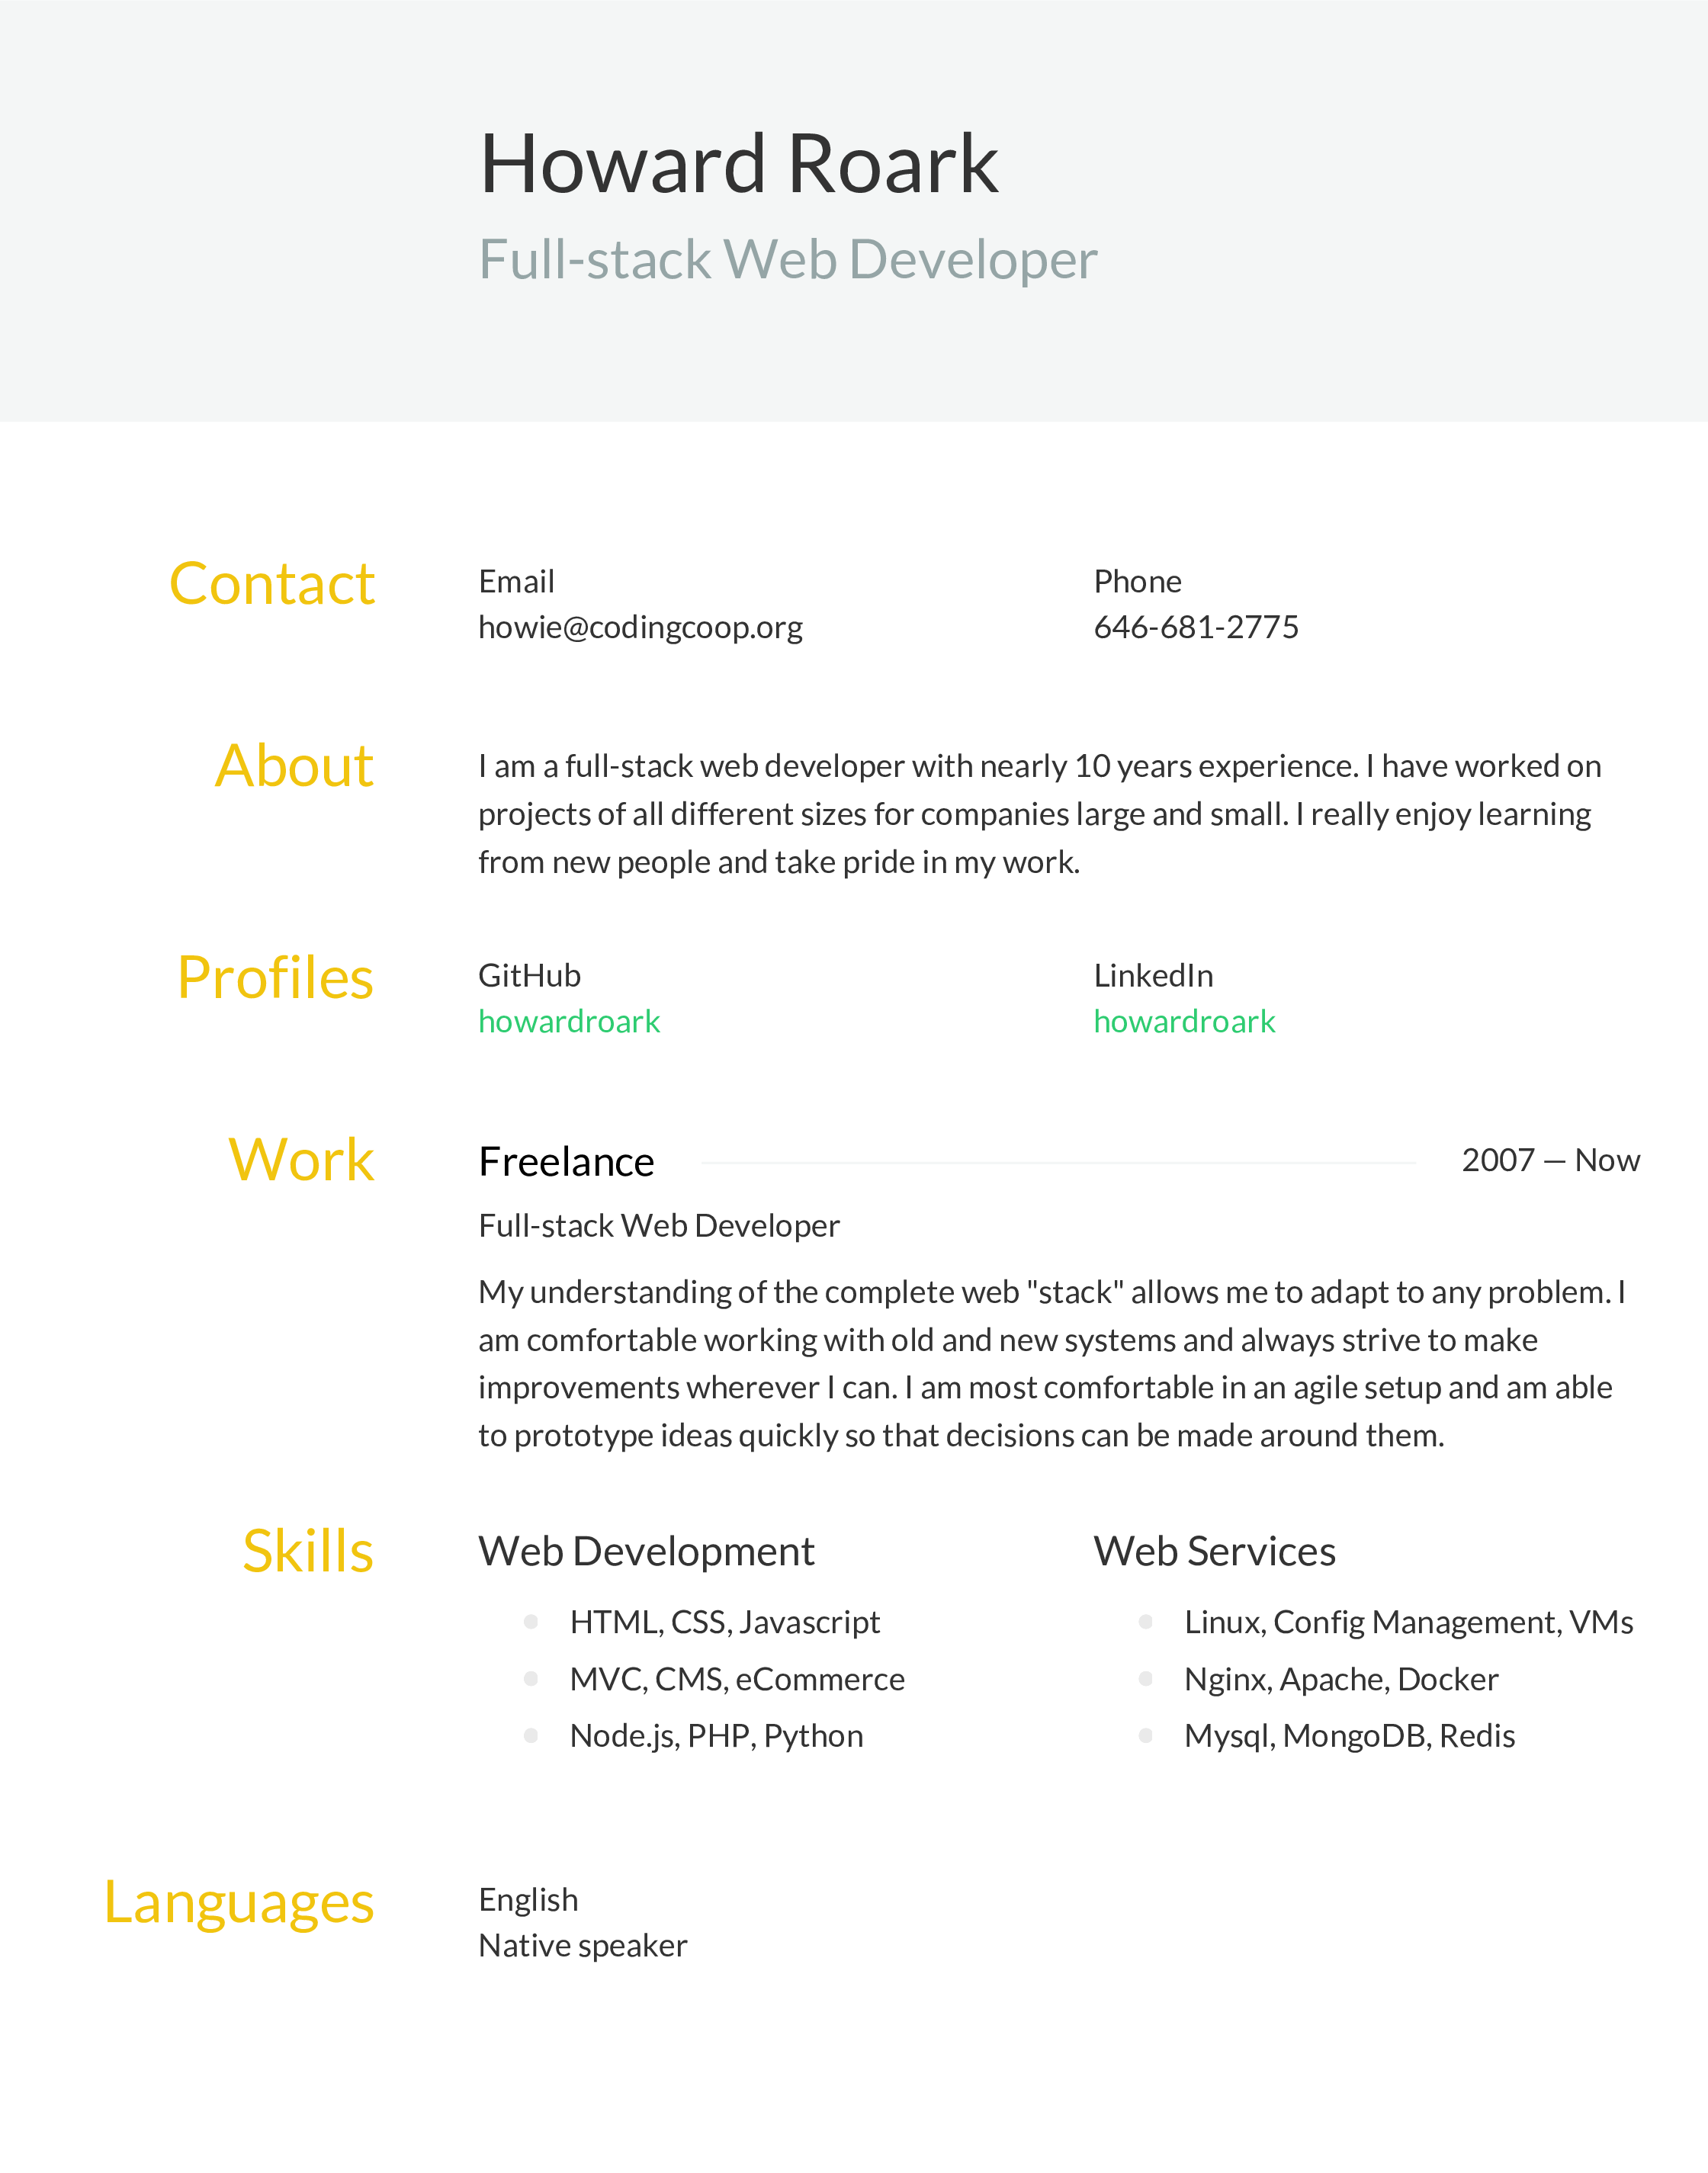 Howard Roark
Full-stack Web Developer
Contact
Email
howie@codingcoop.org
Phone
646-681-2775
About
I am a full-stack web developer with nearly 10 years experience. I have worked on
projects of all different sizes for companies large and small. I really enjoy learning
from new people and take pride in my work.
Profiles
GitHub
howardroark
LinkedIn
howardroark
Work
Freelance
2007 — Now
Full-stack Web Developer
My understanding of the complete web "stack" allows me to adapt to any problem. I
am comfortable working with old and new systems and always strive to make
improvements wherever I can. I am most comfortable in an agile setup and am able
to prototype ideas quickly so that decisions can be made around them.
Skills
Web Development
HTML, CSS, Javascript
MVC, CMS, eCommerce
Node.js, PHP, Python
Web Services
Linux, Config Management, VMs
Nginx, Apache, Docker
Mysql, MongoDB, Redis
Languages
English
Native speaker